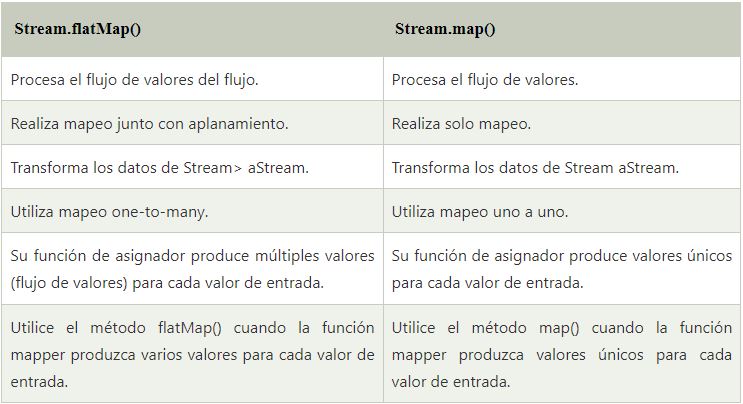 Stream.flatMap() Stream.map()
Procesa el flujo de valores del flujo. Procesa el flujo de valores.
Realiza mapeo junto con aplanamiento. Realiza solo mapeo.
Transforma los datos de Stream> aStream. Transforma los datos de Stream aStream.
Utiliza mapeo one-to-many. Utiliza mapeo uno a uno.
Su función de asignador produce múltiples valores
(flujo de valores) para cada valor de entrada.
Su función de asignador produce valores únicos
para cada valor de entrada.
Utilice el método flatMap() cuando la función
mapper produzca varios valores para cada valor de
entrada.
Utilice el método map() cuando la función
mapper produzca valores únicos para cada
valor de entrada.